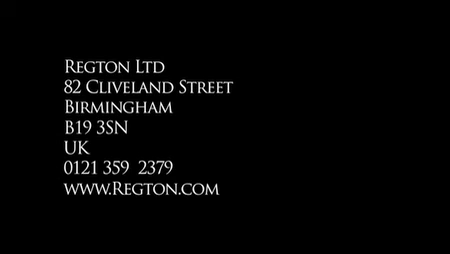 Regton Ltd
82 Cliveland Street
Birmingham
B19 3SN
UK
0121 359 2379
www.Regton.com